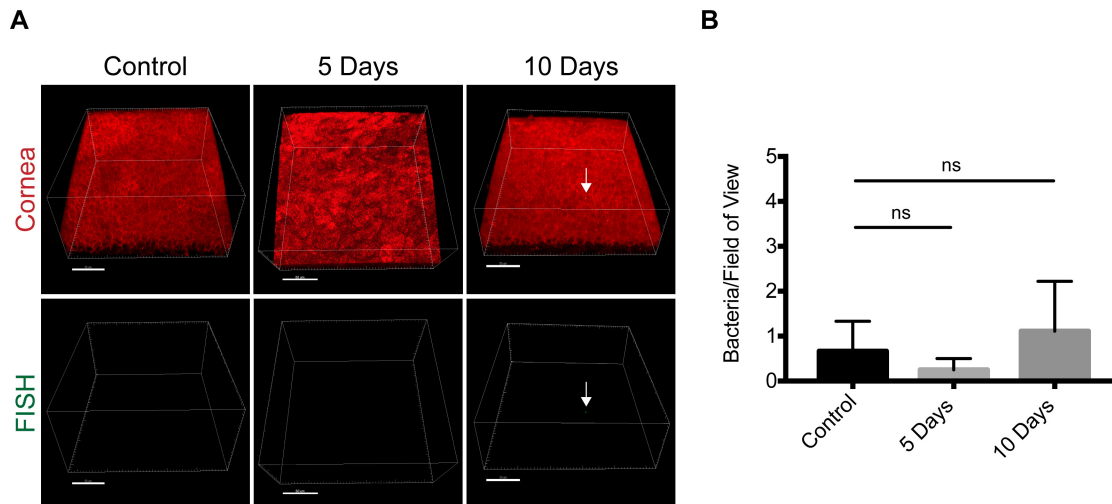 A
Control
5 Days
10 Days
Cornea
FISH
B
Bacteria/Field of View
5
4
3
2
1
0
ns
ns
Control
5 Days
10 Days